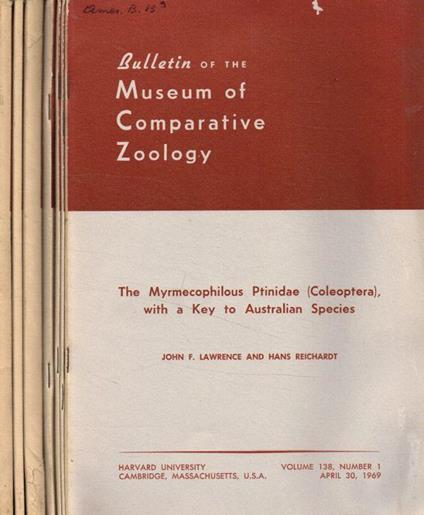 Bulletin OF THE
Museum of
Comparative
Zoology
The Myrmecophilous Ptinidae (Coleoptera),
with a Key to Australian Species
JOHN F. LAWRENCE AND HANS REICHARDT
HARVARD UNIVERSITY VOLUME 138, NUMBER 1
CAMBRIDGE, MASSACHUSETTS, U.S.A. APRIL 30, 1969